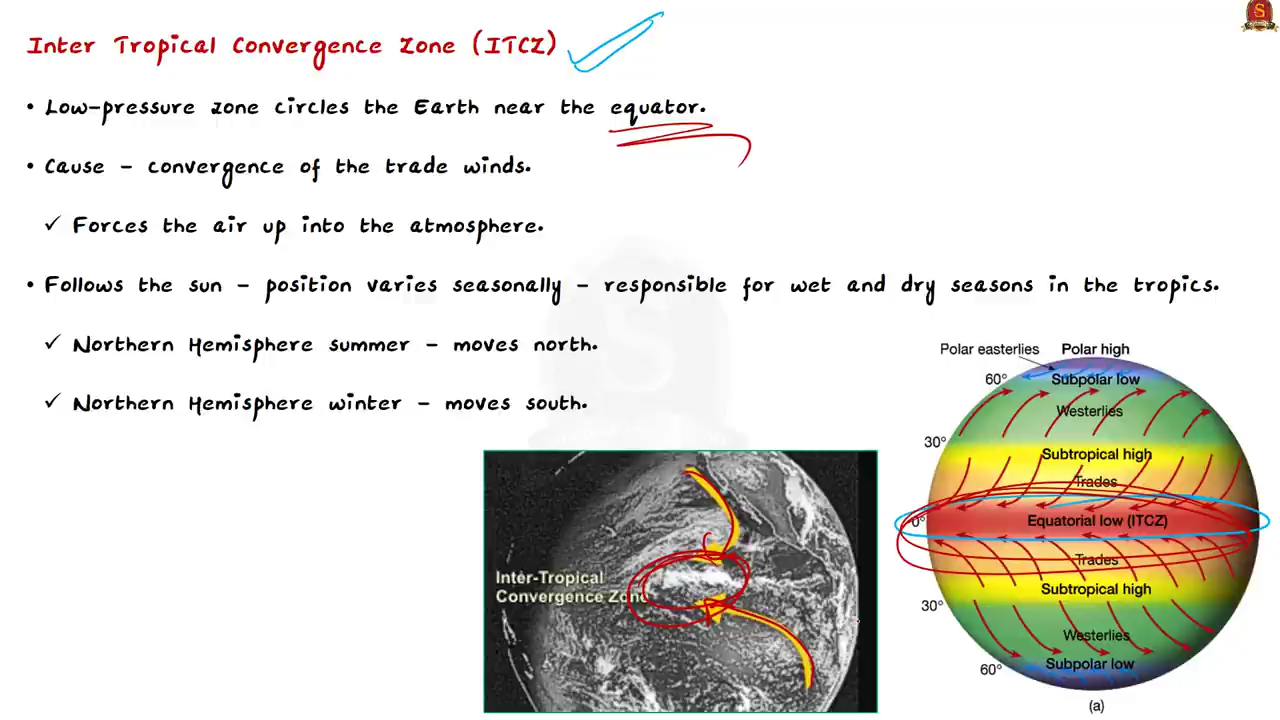 Inter Tropical Convergence Zone (ITCZ)
• Low-pressure zone circles the Earth near the equator.
• Cause – convergence of the trade winds.
✓ Forces the air up into the atmosphere.
• Follows the sun – position varies seasonally – responsible for wet and dry seasons in the tropics.
✓ Northern Hemisphere summer – moves north.
✓ Northern Hemisphere winter – moves south.
Inter-Tropical
Convergence Zone
Polar easterlies
Polar high
60°
Subpolar low
Westerlies
30°
Subtropical high
Trades
0°
Equatorial low (ITCZ)
Trades
Subtropical high
30°
Westerlies
Subpolar low
60°
(a)
S